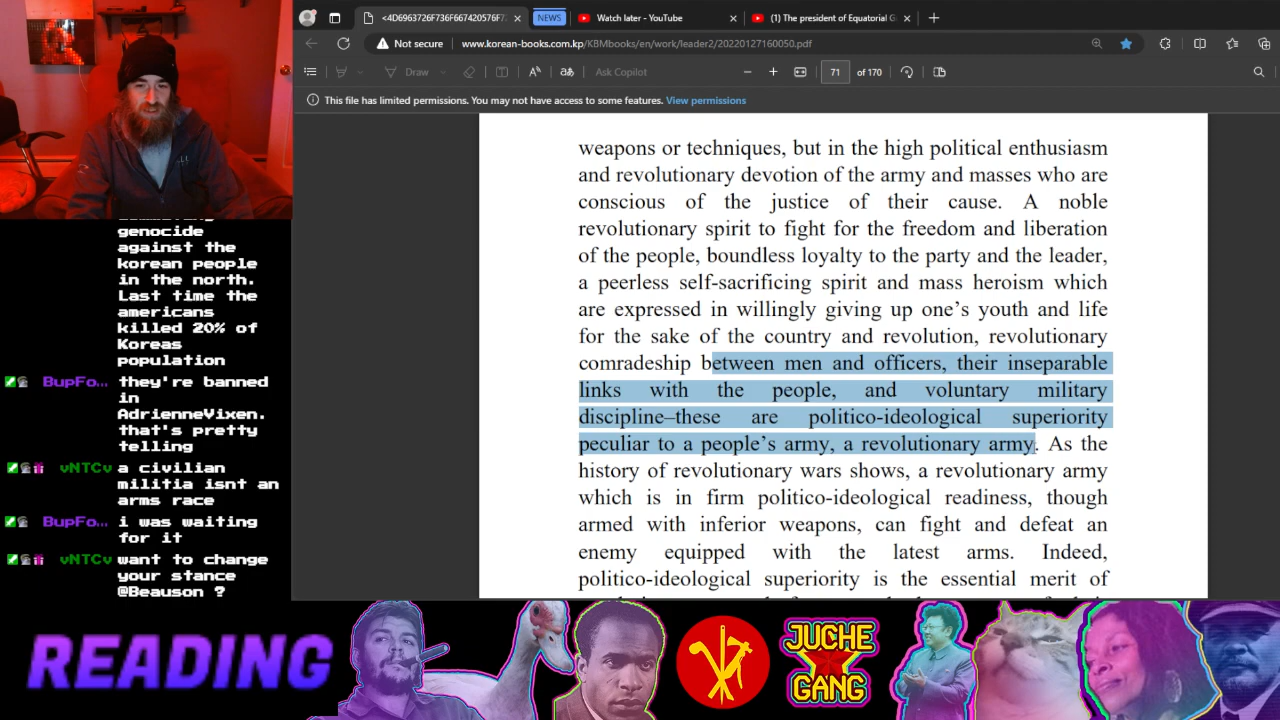 <4D6963726F736F667420576F72
NEWS
Watch later - YouTube
(1) The president of Equatorial G
Not secure
www.korean-books.com.kp/KBMbooks/en/work/leader2/20220127160050.pdf
Draw
Ask Copilot
71
of 170
This file has limited permissions. You may not have access to some features. View permissions
weapons or techniques, but in the high political enthusiasm
and revolutionary devotion of the army and masses who are
conscious of the justice of their cause. A noble
revolutionary spirit to fight for the freedom and liberation
of the people, boundless loyalty to the party and the leader,
a peerless self-sacrificing spirit and mass heroism which
are expressed in willingly giving up one's youth and life
for the sake of the country and revolution, revolutionary
comradeship between men and officers, their inseparable
links with the people, and voluntary military
discipline–these are politico-ideological superiority
peculiar to a people's army, a revolutionary army. As the
history of revolutionary wars shows, a revolutionary army
which is in firm politico-ideological readiness, though
armed with inferior weapons, can fight and defeat an
enemy equipped with the latest arms. Indeed,
politico-ideological superiority is the essential merit of
genocide
against the
korean people
in the north.
Last time the
americans
killed 20% of
Koreas
population
BupFo... they're banned
in
AdrienneVixen.
that's pretty
telling
vNTCv a civilian
militia isnt an
arms race
BupFo... i was waiting
for it
vNTCv want to change
your stance
@Beauson ?
READING
JUCHE
GANG